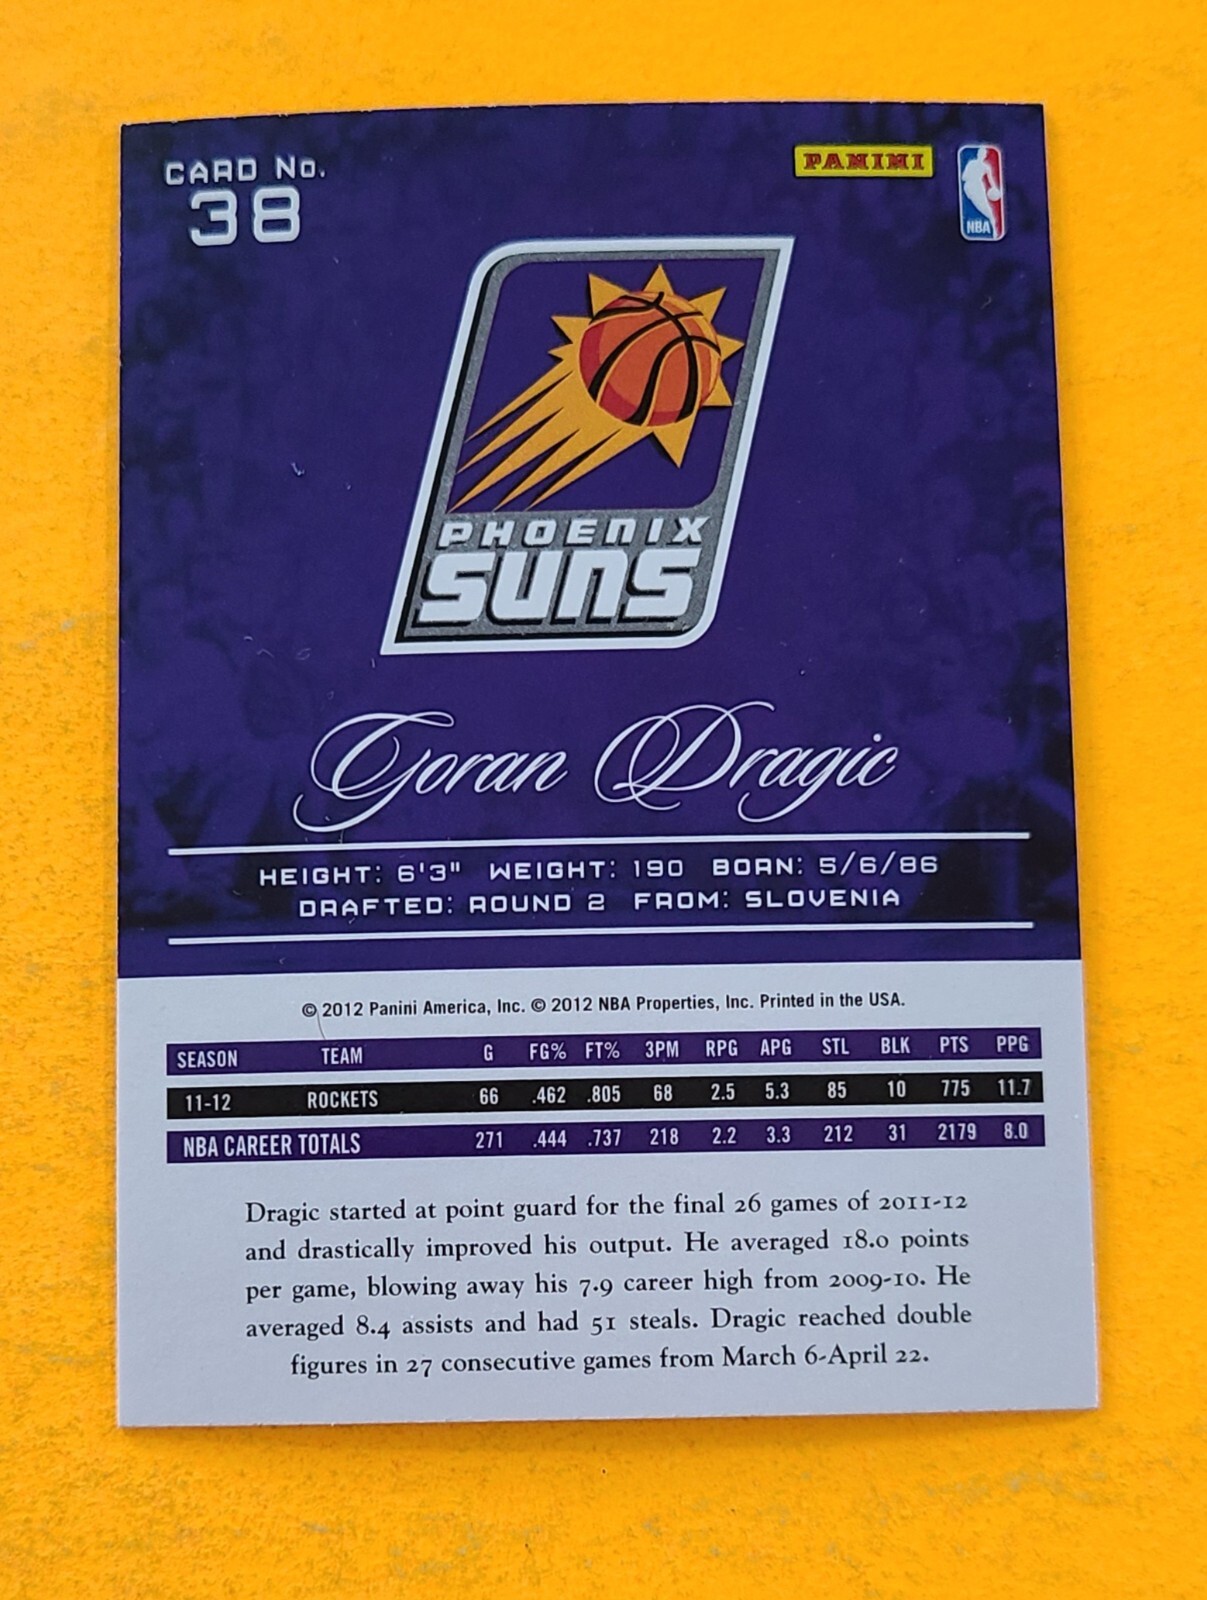 CARD No.
38
PANINI
NBA
PHOENIX
SUNS
Goran Dragic
HEIGHT: 6'3" WEIGHT: 190 BORN: 5/6/86
DRAFTED: ROUND 2 FROM: SLOVENIA
© 2012 Panini America, Inc. © 2012 NBA Properties, Inc. Printed in the USA.
SEASON TEAM G FG% FT% 3PM RPG APG STL BLK PTS PPG
11-12 ROCKETS 66 .462 .805 68 2.5 5.3 85 10 775 11.7
NBA CAREER TOTALS 271 .444 .737 218 2.2 3.3 212 31 2179 8.0
Dragic started at point guard for the final 26 games of 2011-12
and drastically improved his output. He averaged 18.0 points
per game, blowing away his 7.9 career high from 2009-10. He
averaged 8.4 assists and had 51 steals. Dragic reached double
figures in 27 consecutive games from March 6-April 22.